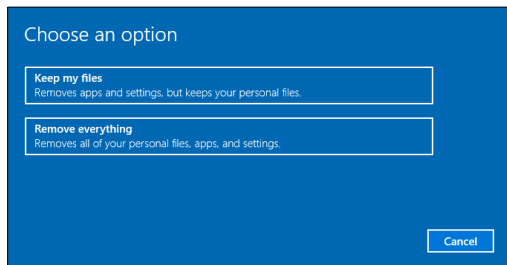 Choose an option
Keep my files
Removes apps and settings, but keeps your personal files.
Remove everything
Removes all of your personal files, apps, and settings.
Cancel